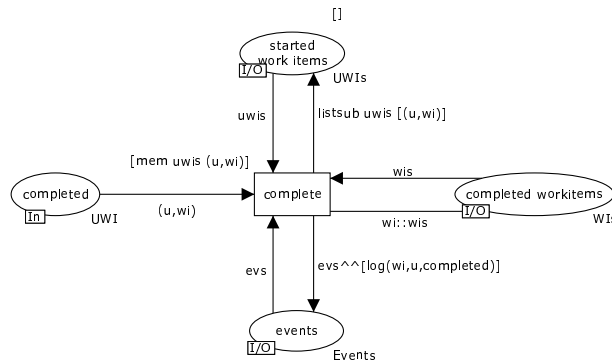 []
started
work items
I/O
UWIs
uwis
listsub uwis [(u,wi)]
[mem uwis (u,wi)]
wis
completed
complete
completed workitems
In
UWI
(u,wi)
I/O
WIs
wi::wis
evs
evs^^[log(wi,u,completed)]
events
I/O
Events